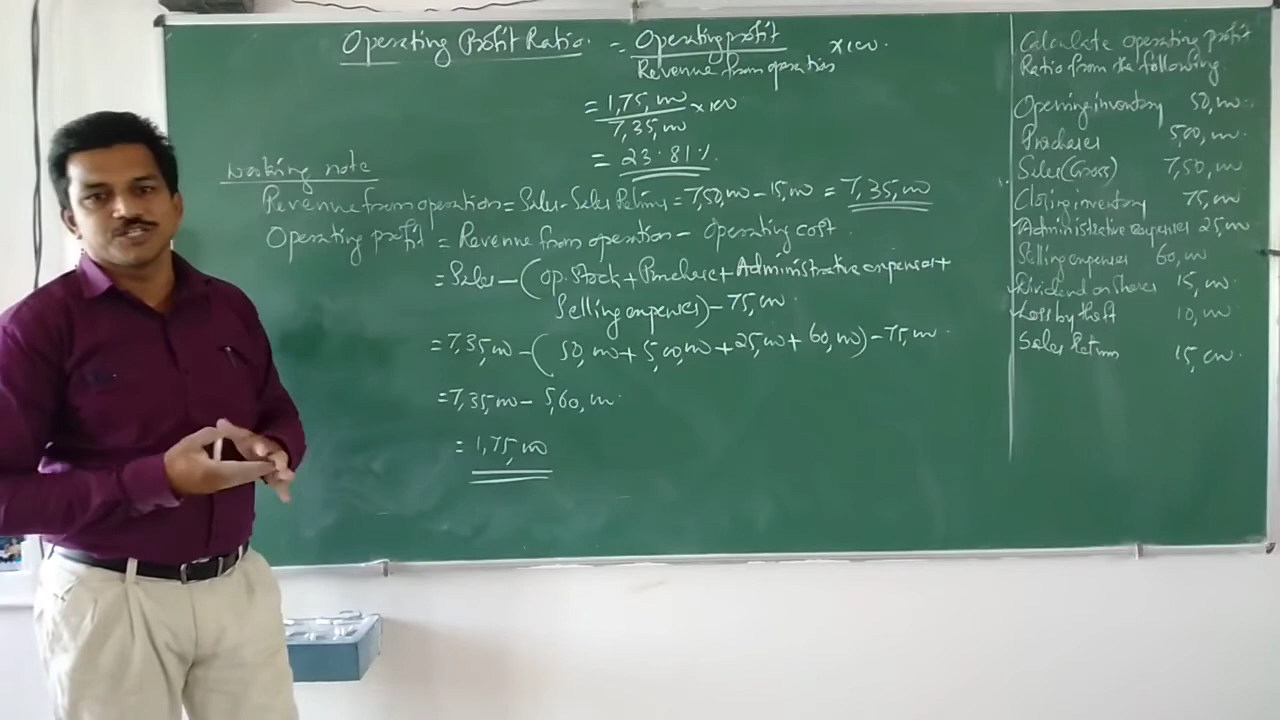 Operating Profit Ratio = Operating profit / Revenue from operation × 100.
= 1,75,000 / 7,35,000 × 100
= 23.81%
Working note
Revenue from operation = Sales - Sales Returns = 7,50,000 - 15,000 = 7,35,000
Operating profit = Revenue from operation - Operating cost
= Sales - (Op. Stock + Purchase + Administrative expenses +
Selling expenses) - 75,000
= 7,35,000 - (50,000 + 5,00,000 + 25,000 + 60,000) - 75,000
= 7,35,000 - 5,60,000
= 1,75,000
Calculate operating profit
Ratio from the following
Opening inventory 50,000
Purchases 5,00,000
Sales (Gross) 7,50,000
Closing inventory 75,000
Administrative expenses 25,000
Selling expenses 60,000
Dividend on shares 15,000
Loss by theft 10,000
Sales Return 15,000